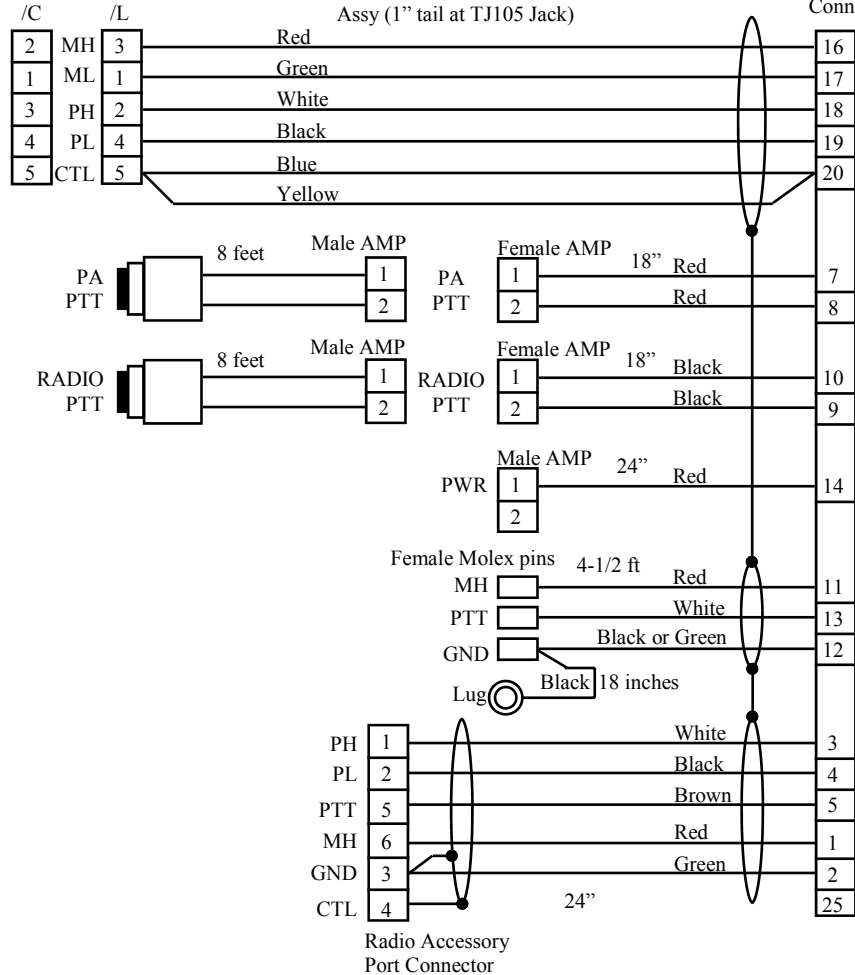 /C /L Assy (1” tail at TJ105 Jack) Conn
2 MH 3 Red 16
1 ML 1 Green 17
3 PH 2 White 18
4 PL 4 Black 19
5 CTL 5 Blue 20
Yellow
8 feet Male AMP Female AMP 18” Red
PA PTT 1 PA PTT 1 7
2 2 Red 8
8 feet Male AMP Female AMP 18” Black
RADIO PTT 1 RADIO PTT 1 10
2 2 Black 9
Male AMP 24” Red
PWR 1 14
2
Female Molex pins 4-1/2 ft
MH Red 11
PTT White 13
GND Black or Green 12
Lug Black 18 inches
PH 1 White 3
PL 2 Black 4
PTT 5 Brown 5
MH 6 Red 1
GND 3 Green 2
CTL 4 24” 25
Radio Accessory
Port Connector